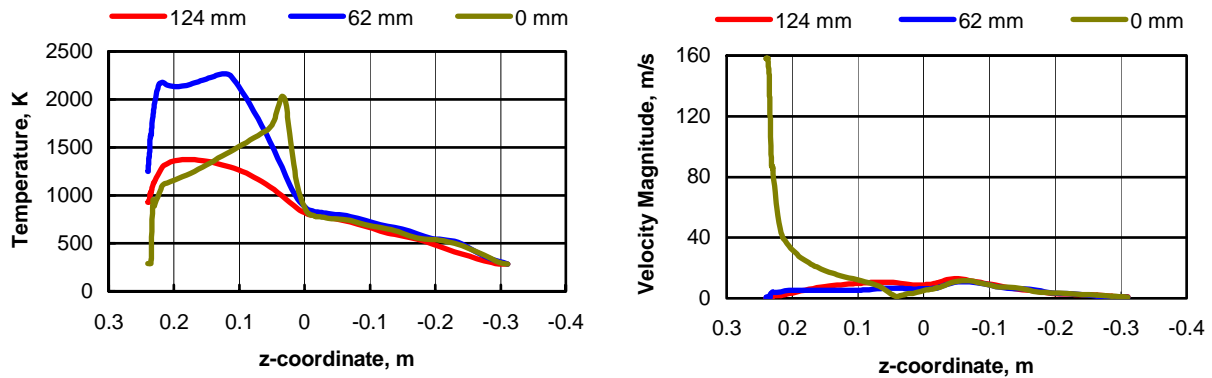 124 mm 62 mm 0 mm
Temperature, K
2500
2000
1500
1000
500
0
0.3 0.2 0.1 0 -0.1 -0.2 -0.3 -0.4
z-coordinate, m
124 mm 62 mm 0 mm
Velocity Magnitude, m/s
160
120
80
40
0
0.3 0.2 0.1 0 -0.1 -0.2 -0.3 -0.4
z-coordinate, m